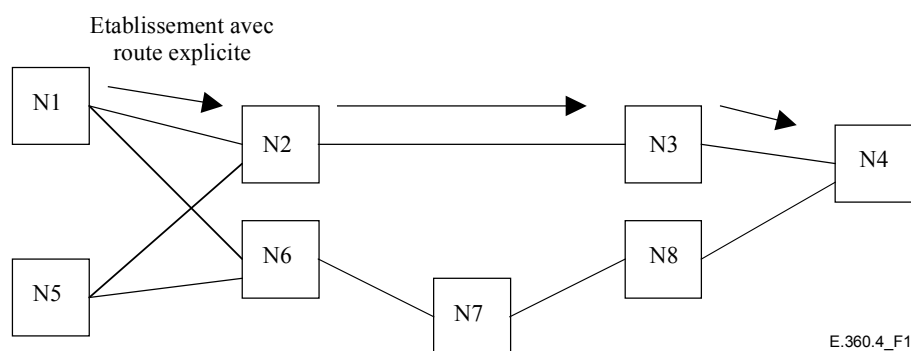 Etablissement avec
route explicite
N1
N2
N3
N4
N5
N6
N8
N7
E.360.4_F1